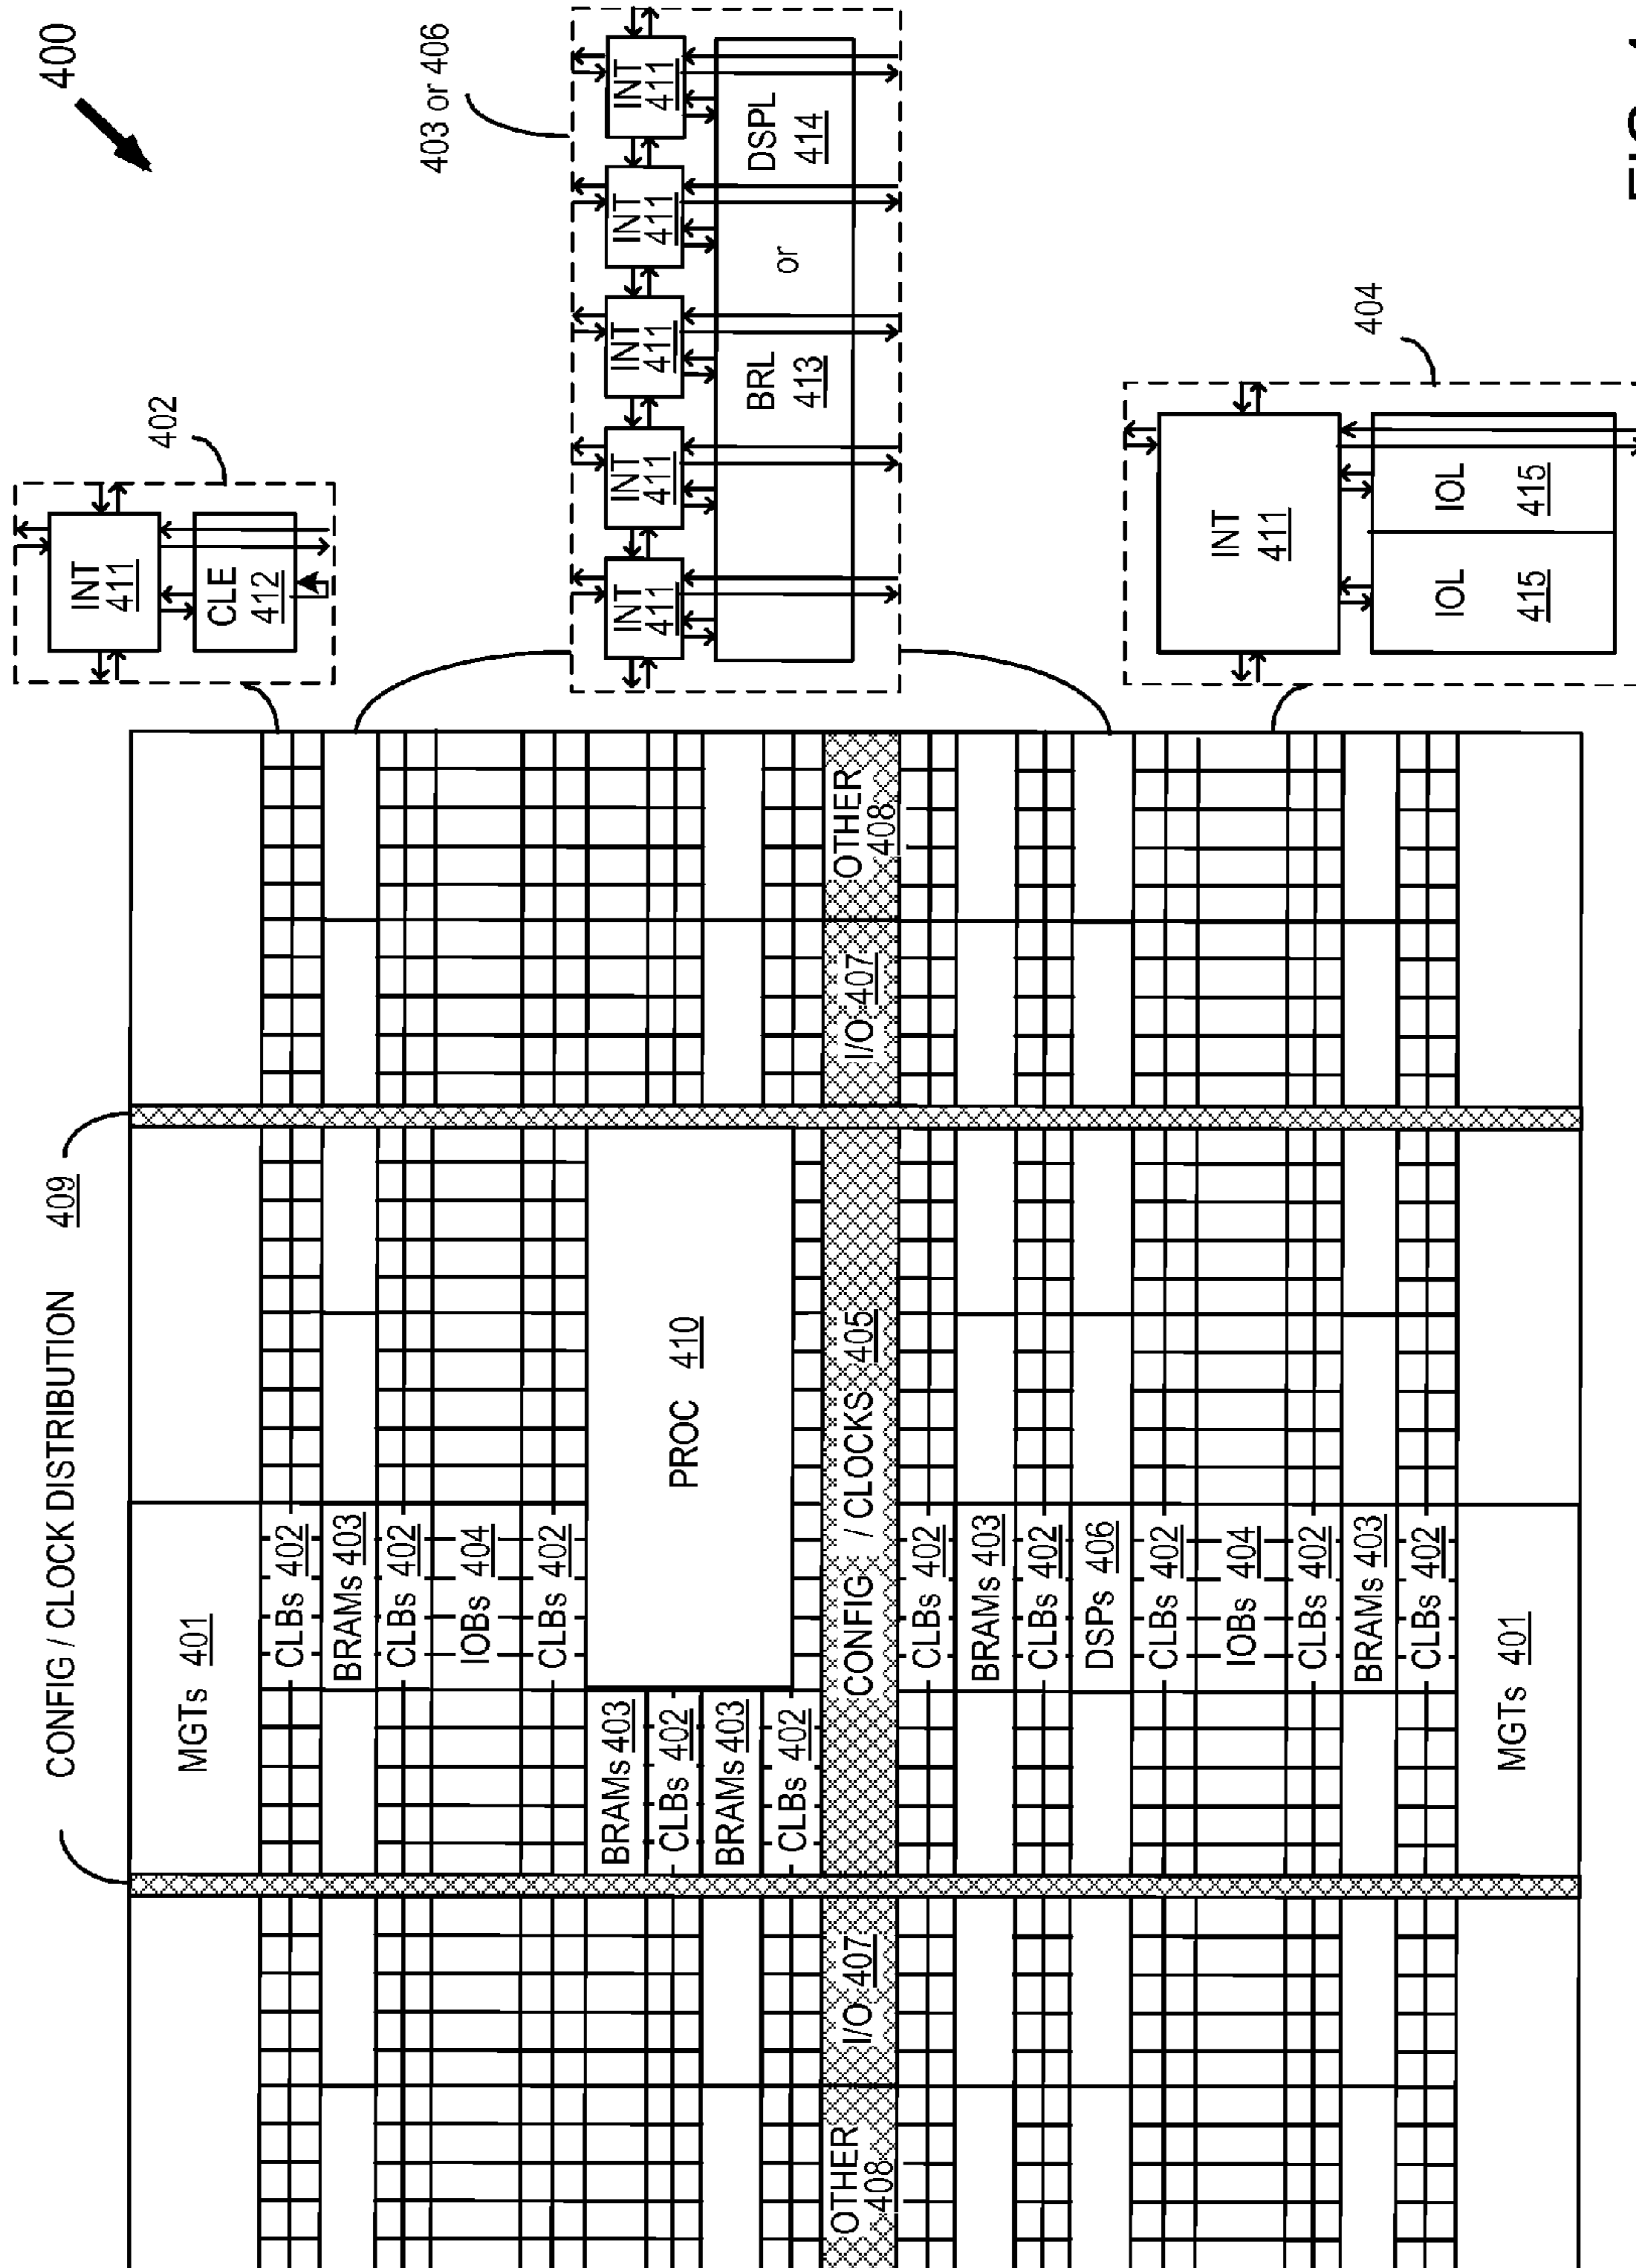 400
CONFIG / CLOCK DISTRIBUTION 409
402
INT
411
CLE
412
403 or 406
INT
411
INT
411
INT
411
INT
411
INT
411
BRL
413
or
DSPL
414
404
INT
411
IOL
415
IOL
415
MGTs 401
CLBs 402
BRAMs 403
CLBs 402
IOBs 404
CLBs 402
PROC 410
BRAMs 403
CLBs 402
BRAMs 403
CLBs 402
OTHER
408
I/O 407
CONFIG / CLOCKS 405
I/O 407
OTHER
408
CLBs 402
BRAMs 403
CLBs 402
DSPs 406
CLBs 402
IOBs 404
CLBs 402
BRAMs 403
CLBs 402
MGTs 401